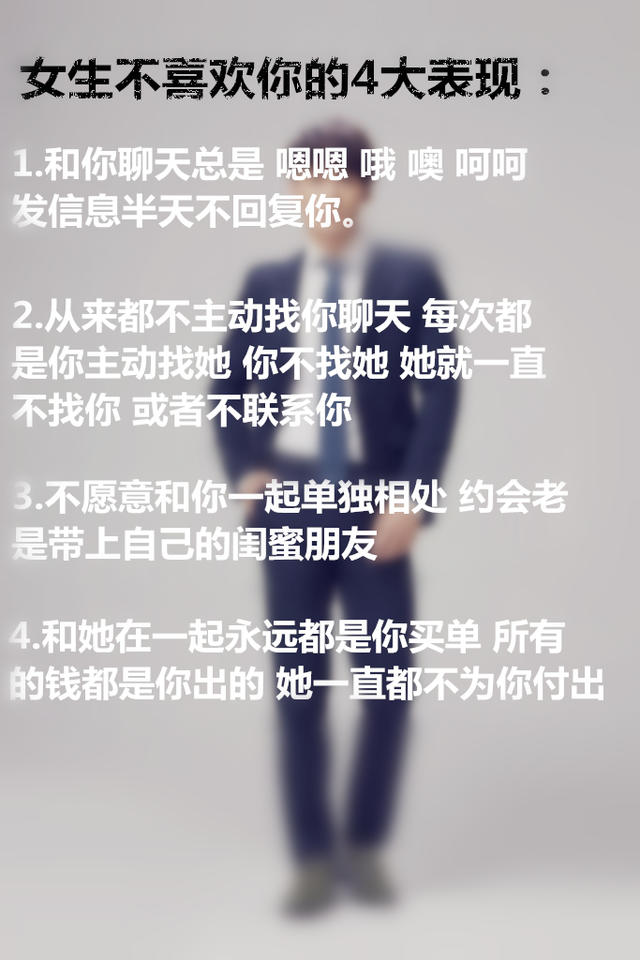 女生不喜欢你的4大表现：
1.和你聊天总是 嗯嗯 哦 噢 呵呵
发信息半天不回复你。
2.从来都不主动找你聊天 每次都
是你主动找她 你不找她 她就一直
不找你 或者不联系你
3.不愿意和你一起单独相处 约会老
是带上自己的闺蜜朋友
4.和她在一起永远都是你买单 所有
的钱都是你出的 她一直都不为你付出